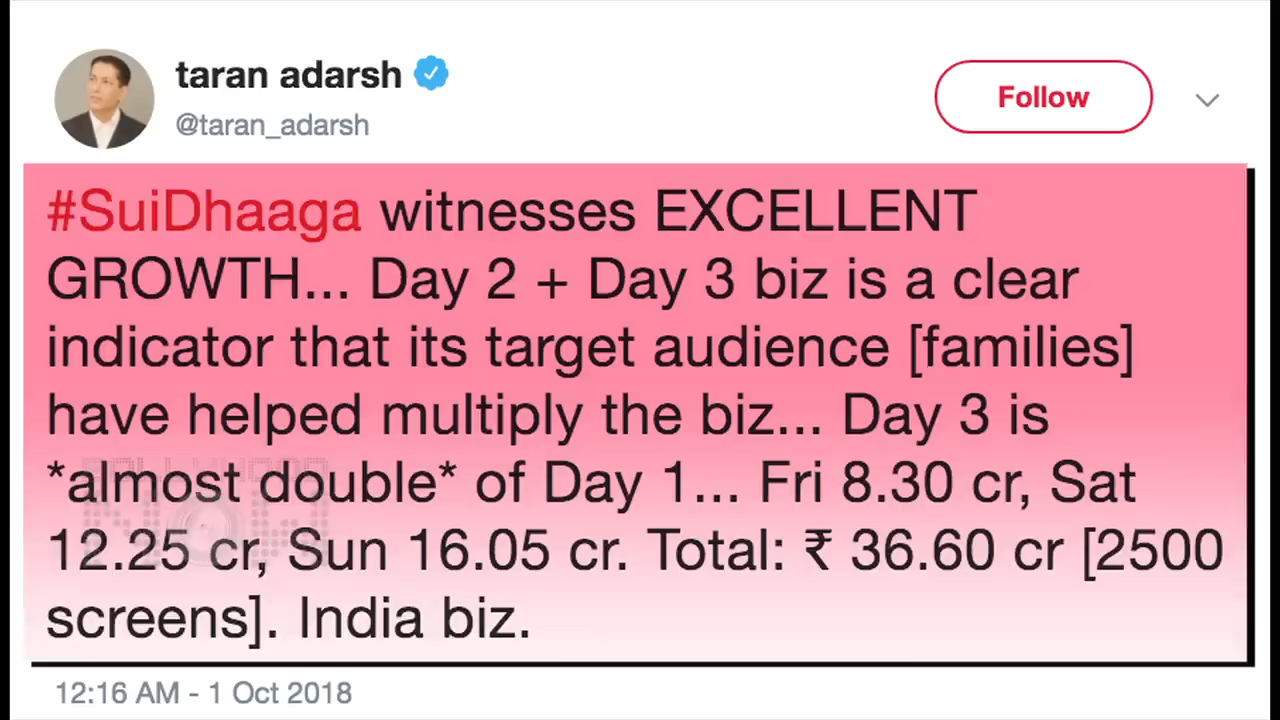 taran adarsh
@taran_adarsh
Follow
#SuiDhaaga witnesses EXCELLENT
GROWTH... Day 2 + Day 3 biz is a clear
indicator that its target audience [families]
have helped multiply the biz... Day 3 is
*almost double* of Day 1... Fri 8.30 cr, Sat
12.25 cr, Sun 16.05 cr. Total: ₹ 36.60 cr [2500
screens]. India biz.
BOLLYWOOD
NOW
12:16 AM - 1 Oct 2018